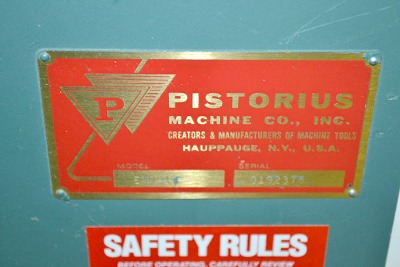 P
PISTORIUS
MACHINE CO., INC.
CREATORS & MANUFACTURERS OF MACHINE TOOLS
HAUPPAUGE, N.Y., U.S.A.
MODEL SERIAL
SAFETY RULES
BEFORE OPERATING, CAREFULLY REVIEW